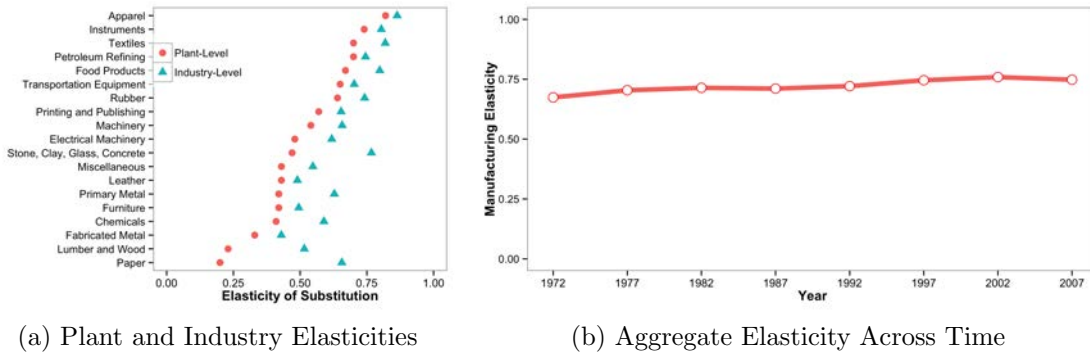 Apparel
Instruments
Textiles
Petroleum Refining
Food Products
Transportation Equipment
Rubber
Printing and Publishing
Machinery
Electrical Machinery
Stone, Clay, Glass, Concrete
Miscellaneous
Leather
Primary Metal
Furniture
Chemicals
Fabricated Metal
Lumber and Wood
Paper
Plant-Level
Industry-Level
0.00 0.25 0.50 0.75 1.00
Elasticity of Substitution
(a) Plant and Industry Elasticities
Manufacturing Elasticity
1.00
0.75
0.50
0.25
0.00
1972 1977 1982 1987 1992 1997 2002 2007
Year
(b) Aggregate Elasticity Across Time